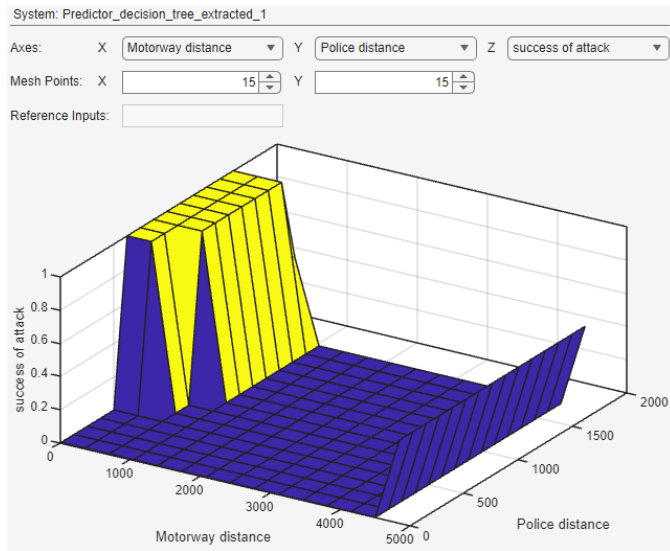 System: Predictor_decision_tree_extracted_1
Axes: X Motorway distance Y Police distance Z success of attack
Mesh Points: X 15 Y 15
Reference Inputs:
1
0.8
0.6
0.4
0.2
0
success of attack
0
1000
2000
3000
4000
5000
Motorway distance
0
500
1000
1500
2000
Police distance